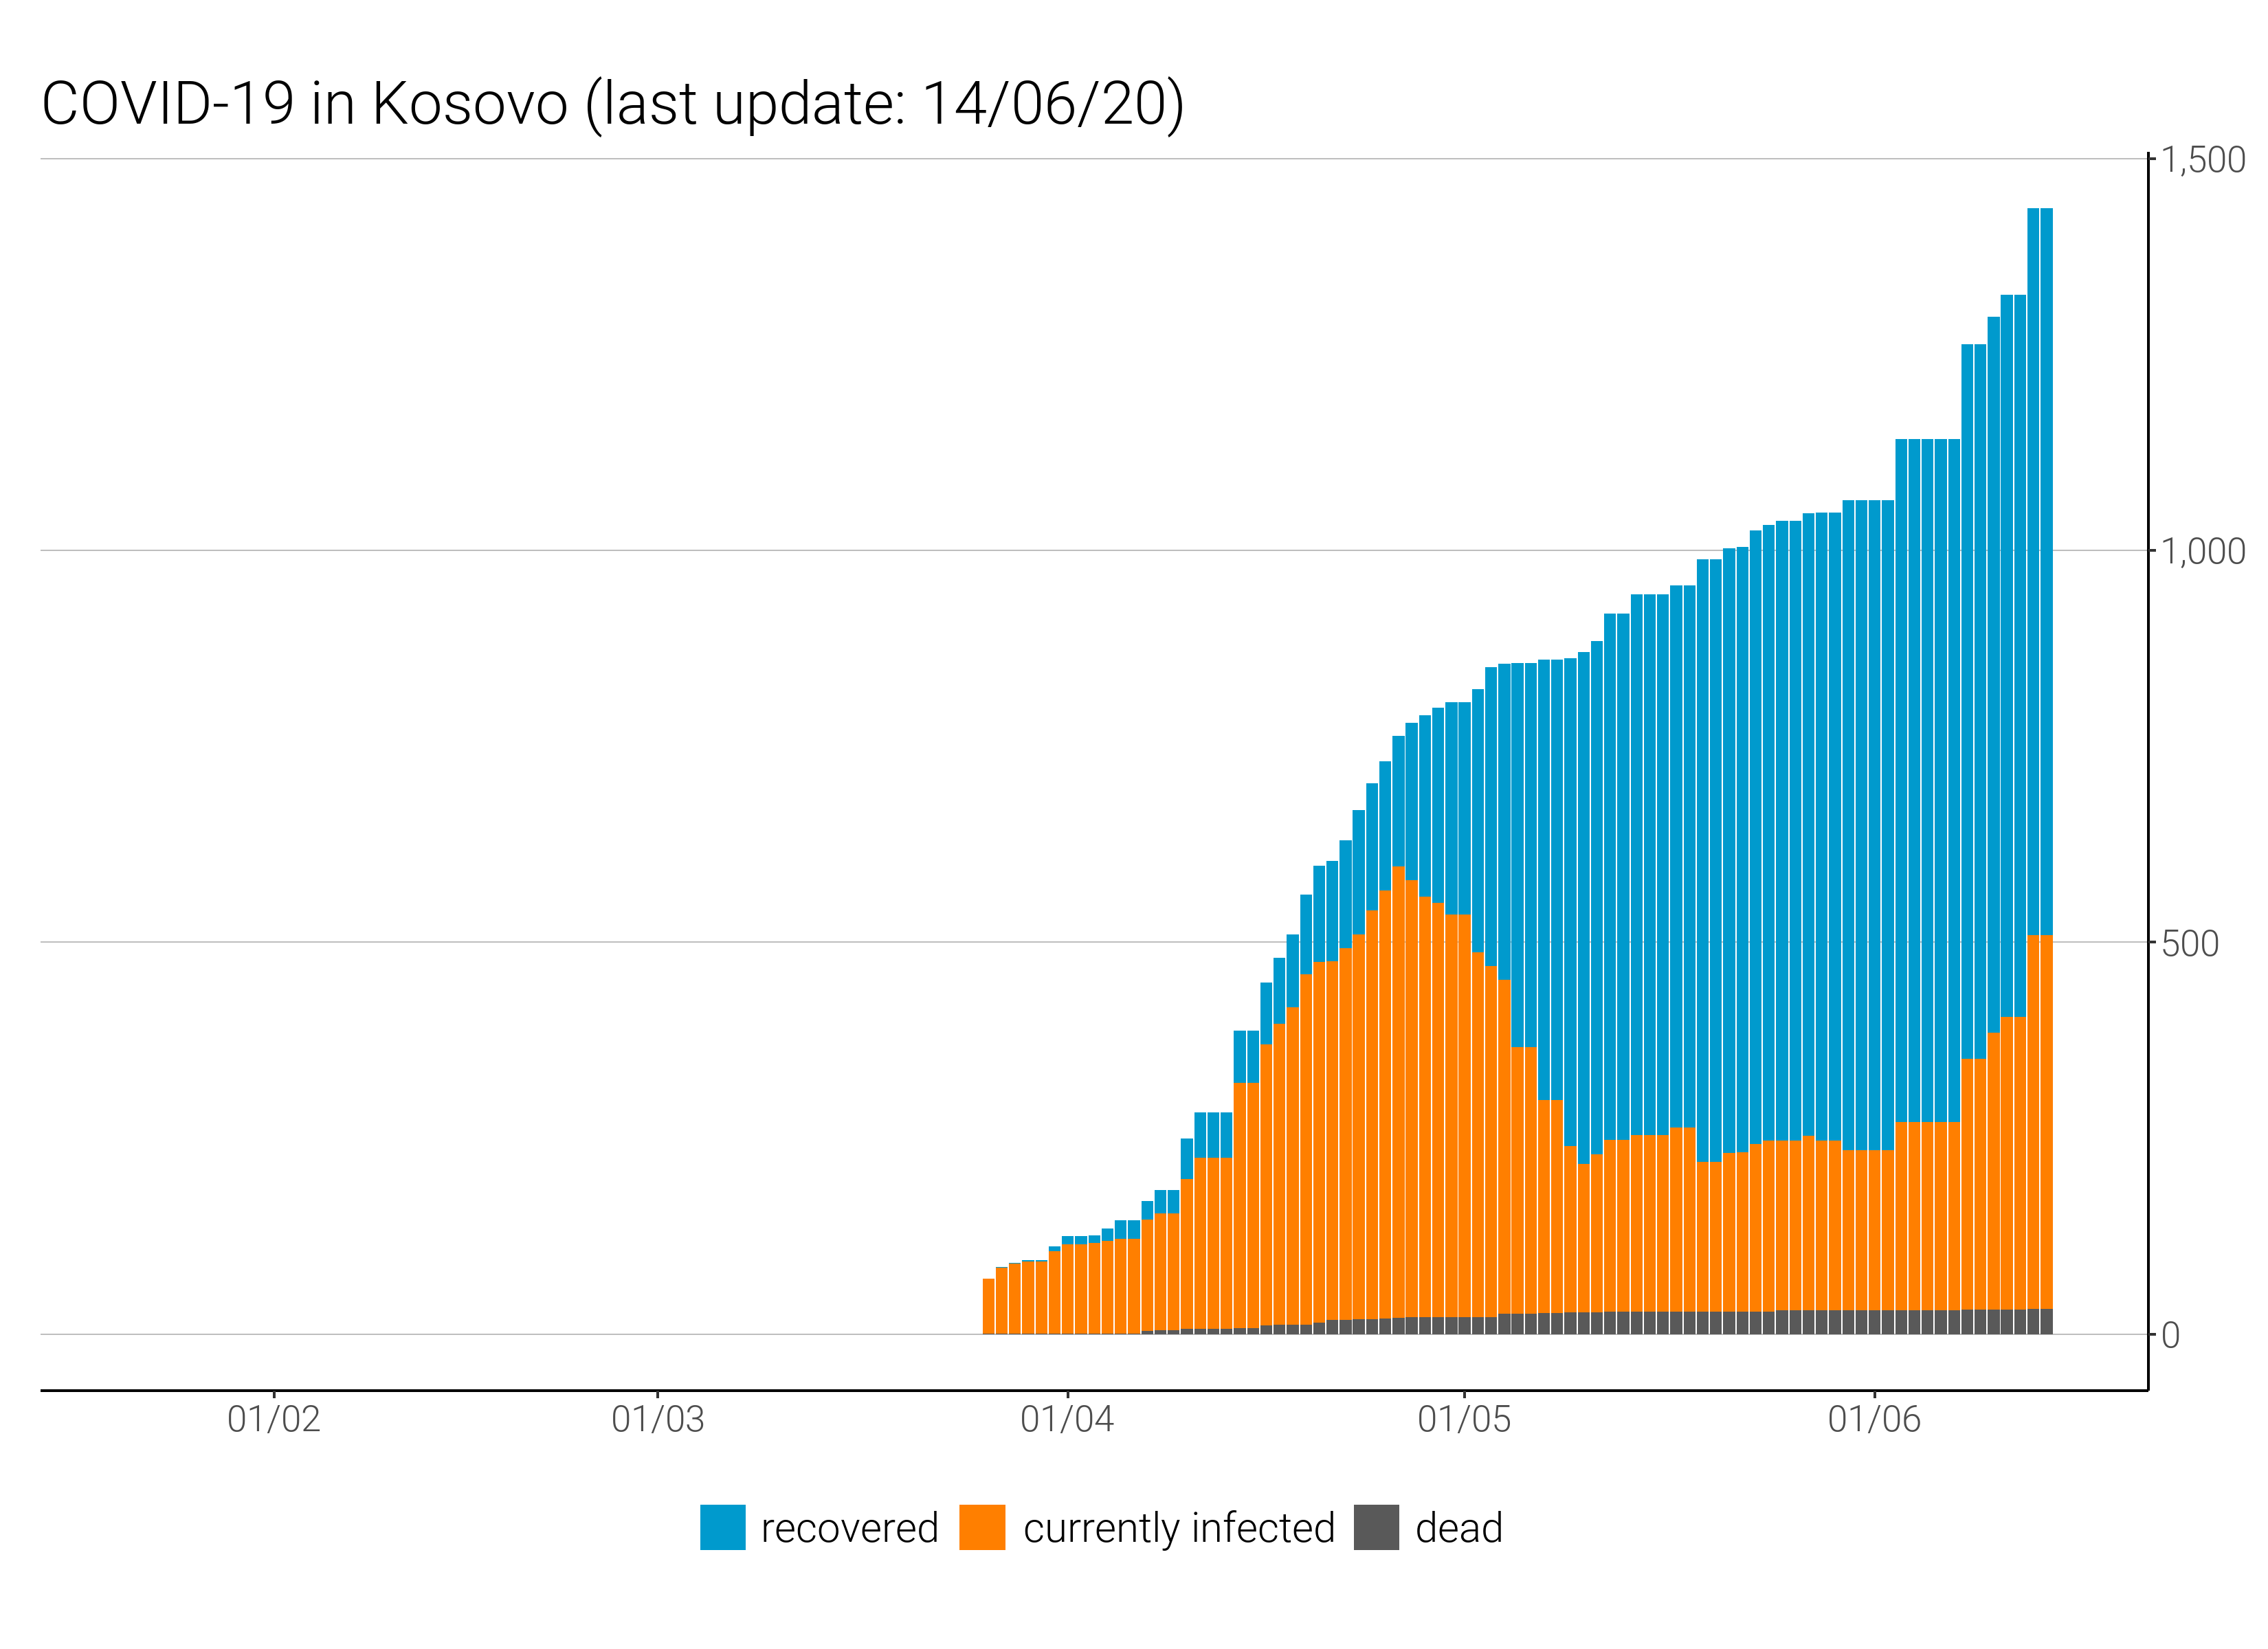 COVID-19 in Kosovo (last update: 14/06/20)
1,500
1,000
500
0
01/02 01/03 01/04 01/05 01/06
recovered currently infected dead